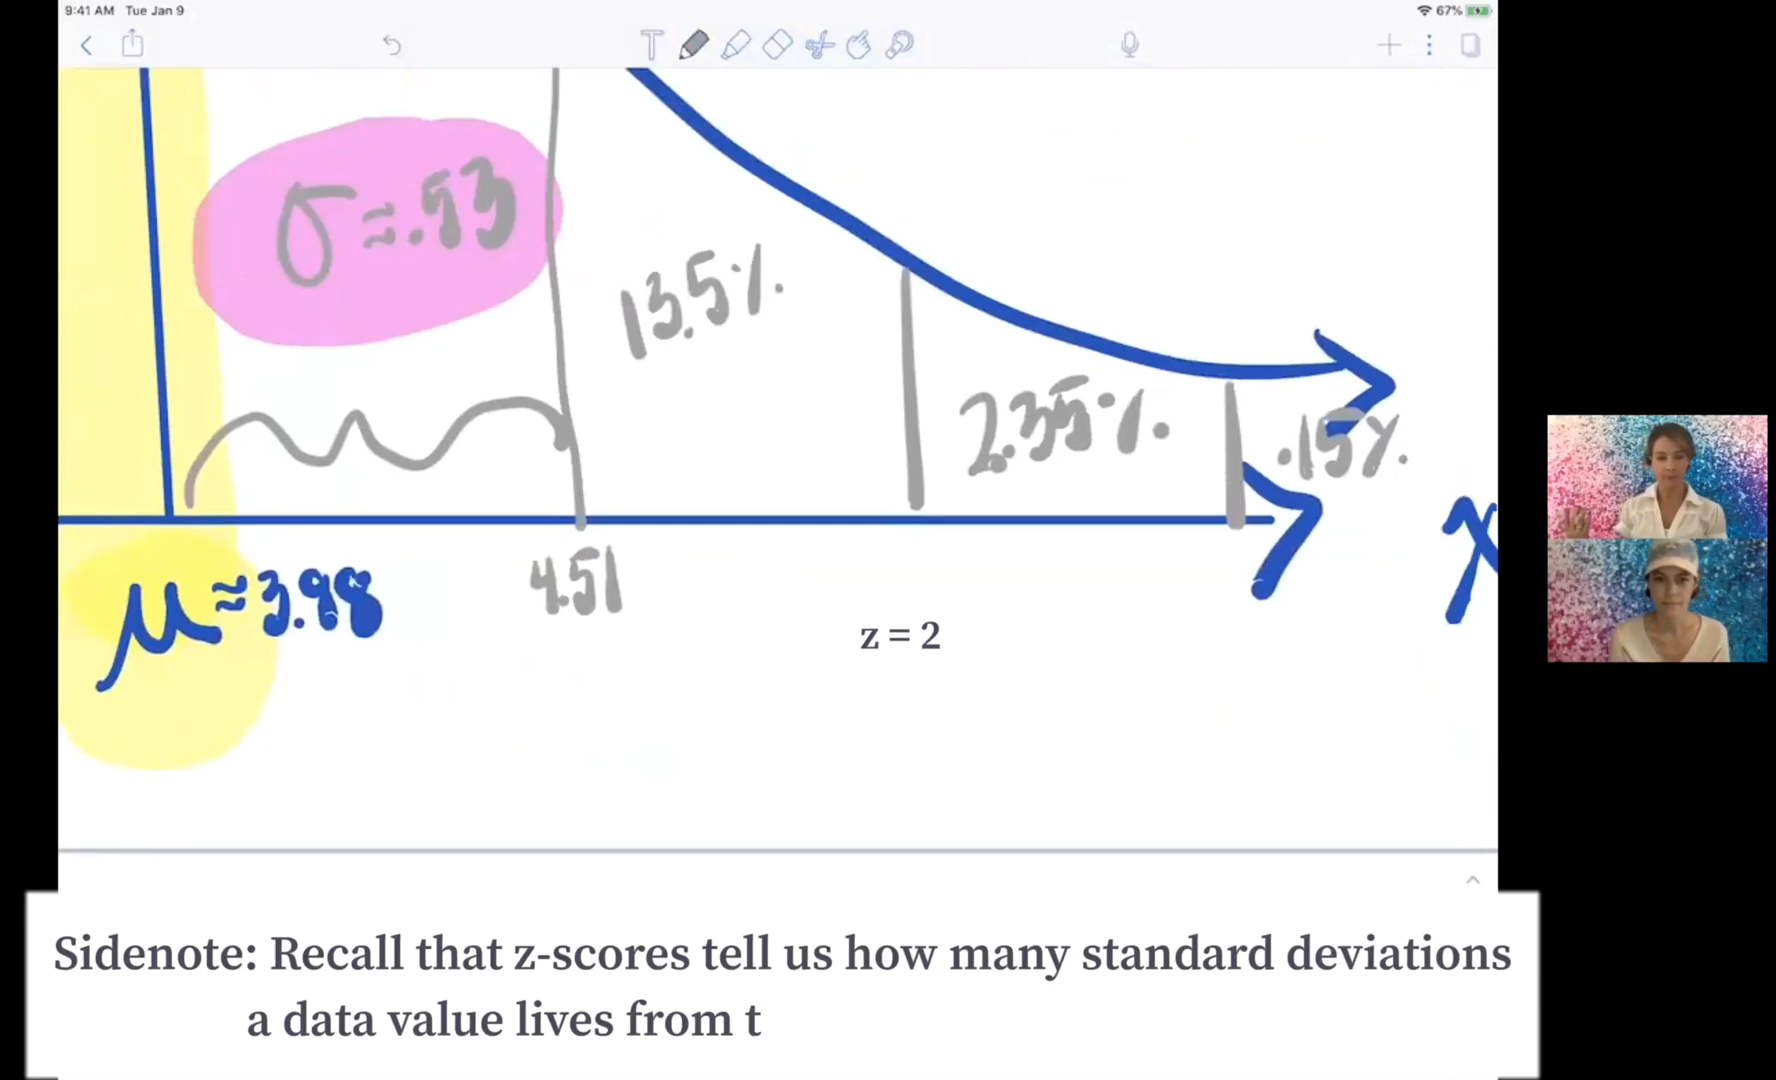 9:41 AM Tue Jan 9
67%
T
σ≈.53
13.5%
2.35%
.15%
μ≈3.98
4.51
x
z = 2
Sidenote: Recall that z-scores tell us how many standard deviations
a data value lives from t